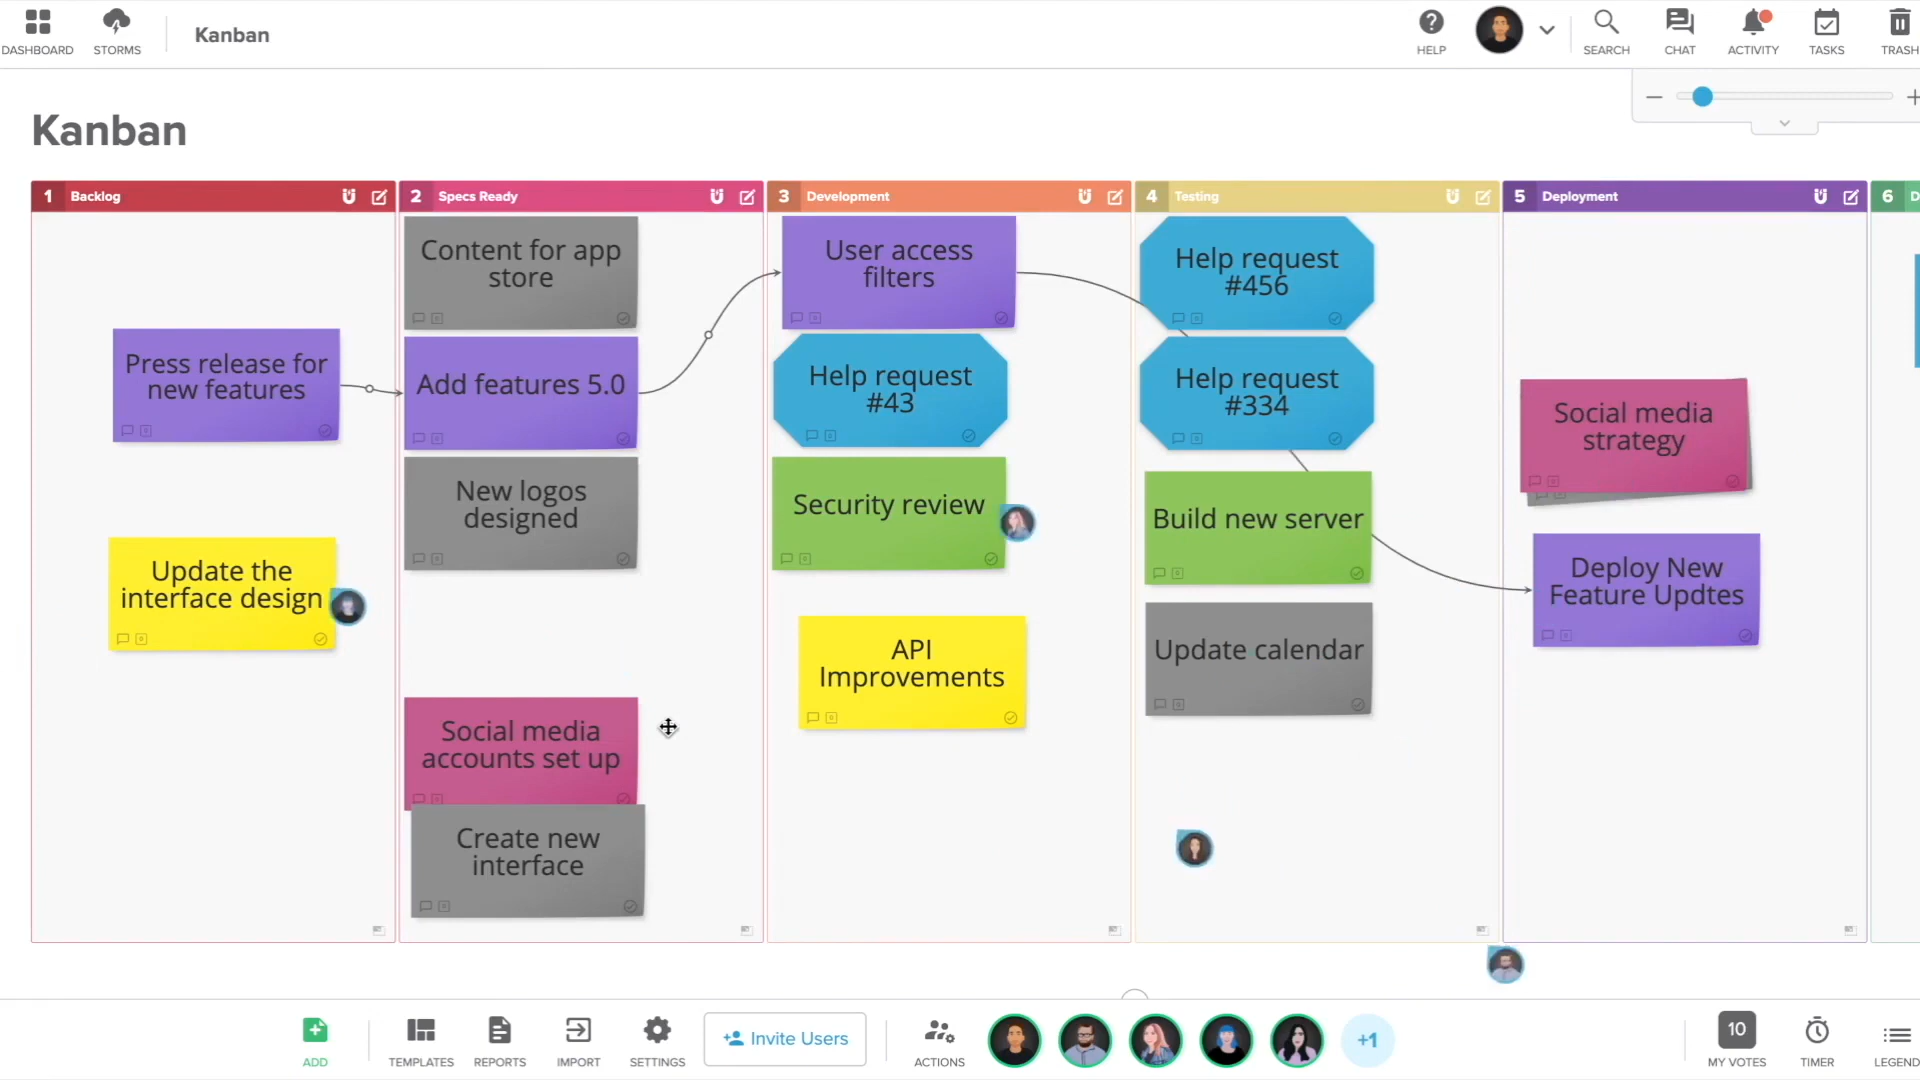 DASHBOARD
STORMS
Kanban
HELP
SEARCH
CHAT
ACTIVITY
TASKS
TRASH
Kanban
1 Backlog
2 Specs Ready
3 Development
4 Testing
5 Deployment
6
Press release for
new features
Update the
interface design
Content for app
store
Add features 5.0
New logos
designed
Social media
accounts set up
Create new
interface
User access
filters
Help request
#43
Security review
API
Improvements
Help request
#456
Help request
#334
Build new server
Update calendar
Social media
strategy
Deploy New
Feature Updtes
ADD
TEMPLATES
REPORTS
IMPORT
SETTINGS
Invite Users
ACTIONS
+1
10
MY VOTES
TIMER
LEGEND